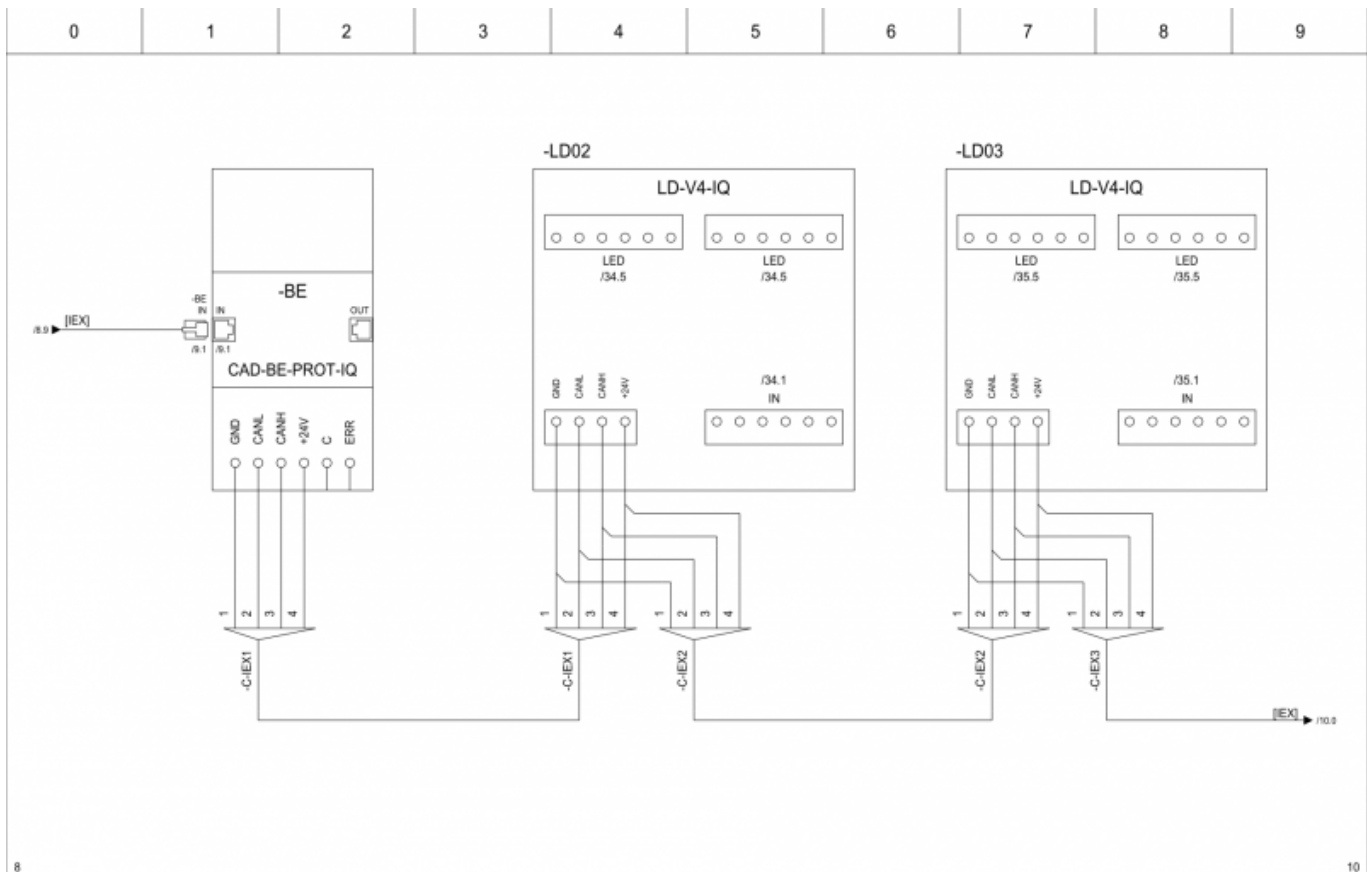 0 1 2 3 4 5 6 7 8 9
-LD02
-LD03
LD-V4-IQ
LD-V4-IQ
LED
/34.5
LED
/34.5
LED
/35.5
LED
/35.5
-BE
-BE
IN
IN
OUT
/8.9
[IEX]
/9.1
/9.1
CAD-BE-PROT-IQ
GND
CANL
CANH
+24V
C
ERR
GND
CANL
CANH
+24V
/34.1
IN
GND
CANL
CANH
+24V
/35.1
IN
1 2 3 4
1 2 3 4
1 2 3 4
1 2 3 4
1 2 3 4
-C-IEX1
-C-IEX1
-C-IEX2
-C-IEX2
-C-IEX3
[IEX]
/10.0
8
10